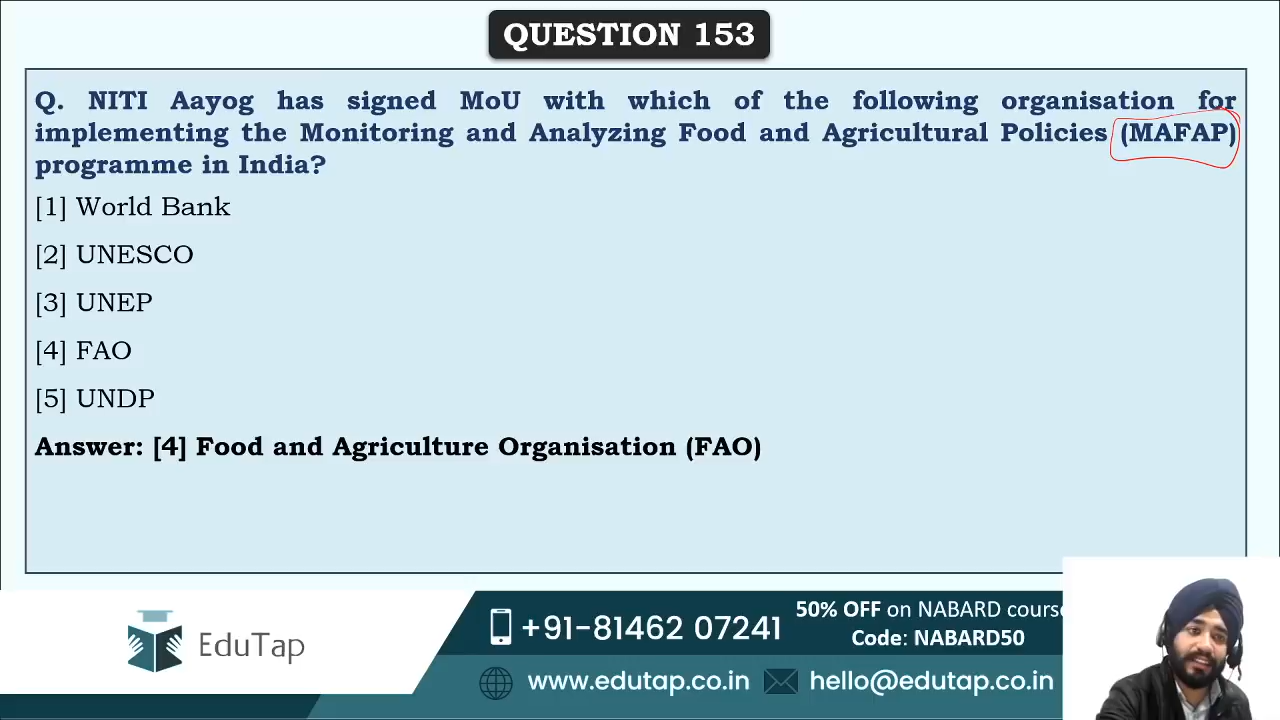 QUESTION 153
Q. NITI Aayog has signed MoU with which of the following organisation for
implementing the Monitoring and Analyzing Food and Agricultural Policies (MAFAP)
programme in India?
[1] World Bank
[2] UNESCO
[3] UNEP
[4] FAO
[5] UNDP
Answer: [4] Food and Agriculture Organisation (FAO)
EduTap
+91-81462 07241
50% OFF on NABARD course
Code: NABARD50
www.edutap.co.in
hello@edutap.co.in